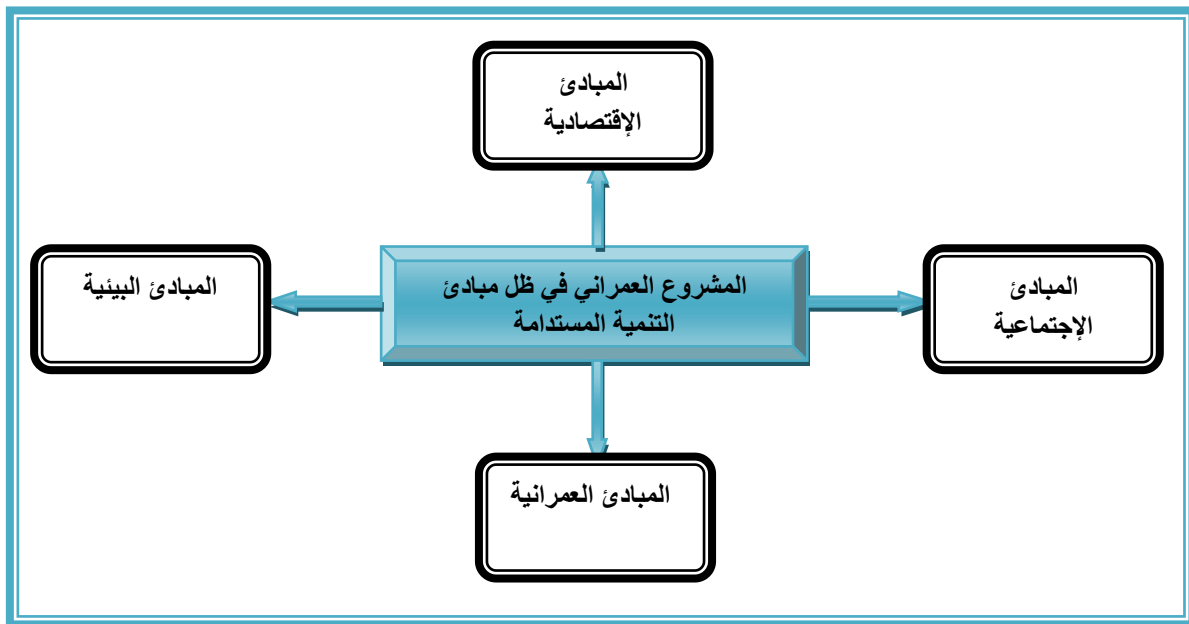 المبادئ
الإقتصادية
المبادئ
الإجتماعية
المشروع العمراني في ظل مبادئ
التنمية المستدامة
المبادئ البيئية
المبادئ العمرانية